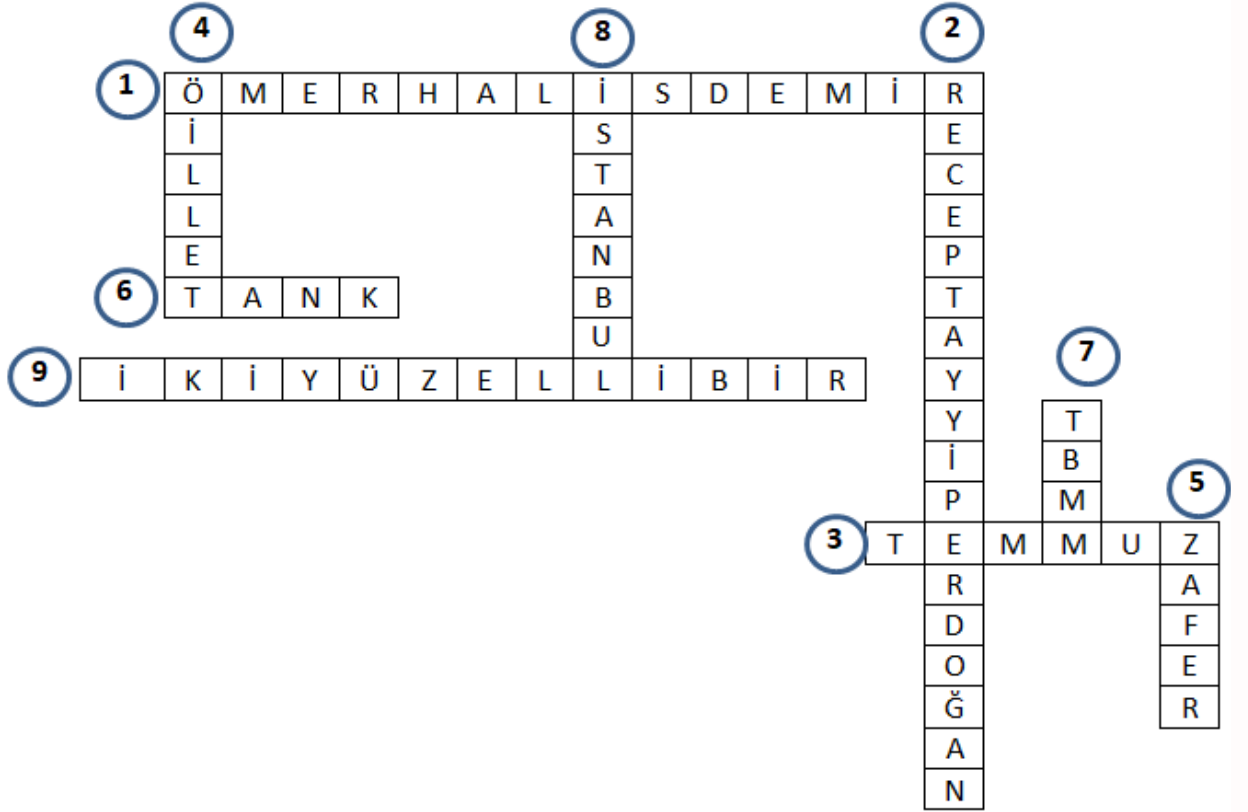 4 8 2
1 ÖMERHALİSDEMİR
ÖİLLET
İSTANBUL
RECEPTAYYİPERDOĞAN
6 TANK
9 İKİYÜZELLİBİR
7
TBMM
5
3 TEMMUZ
ZAFER